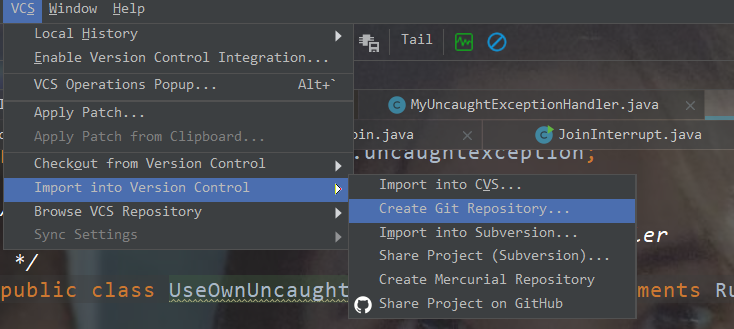 VCS Window Help
Local History
Enable Version Control Integration...
VCS Operations Popup... Alt+`
Apply Patch...
Apply Patch from Clipboard...
Checkout from Version Control
Import into Version Control
Browse VCS Repository
Sync Settings
Tail
MyUncaughtExceptionHandler.java
oin.java
JoinInterrupt.java
.uncaughtexception;
Import into CVS...
Create Git Repository...
Import into Subversion...
Share Project (Subversion)...
Create Mercurial Repository
Share Project on GitHub
ler
*/
public class UseOwnUncaught
ments Ru